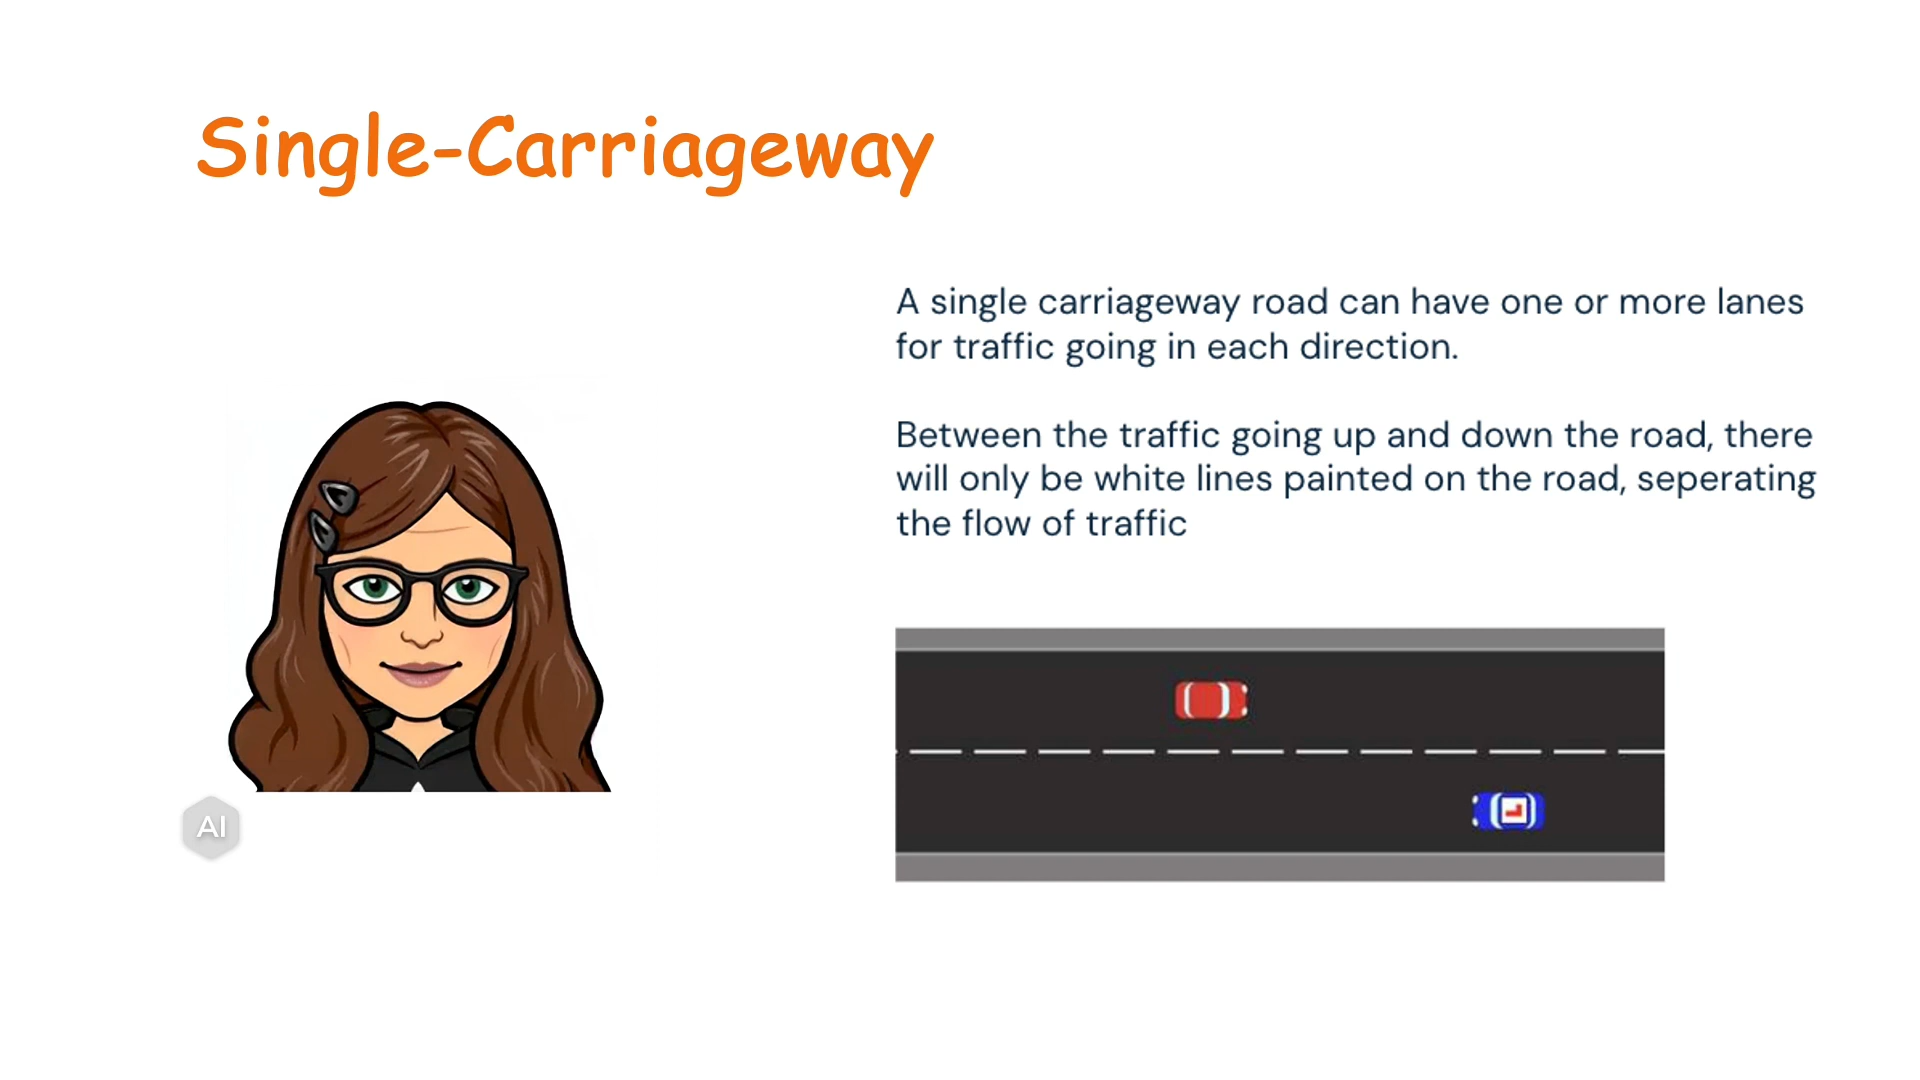 Single-Carriageway
A single carriageway road can have one or more lanes
for traffic going in each direction.
Between the traffic going up and down the road, there
will only be white lines painted on the road, seperating
the flow of traffic
AI
L